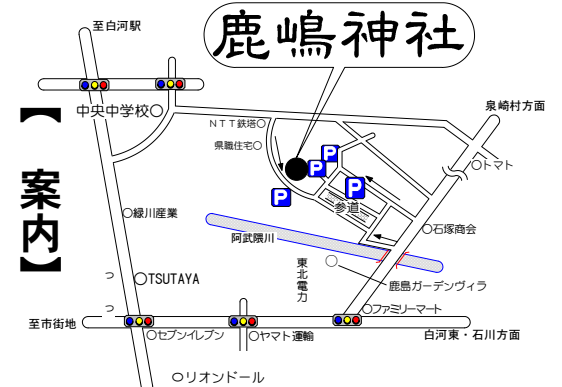 至白河駅
鹿嶋神社
中央中学校
NTT鉄塔
県職住宅
泉崎村方面
トマト
P
P
P
P
参道
【案内】
緑川産業
阿武隈川
石塚商会
東北電力
鹿島ガーデンヴィラ
つ
つ
TSUTAYA
ファミリーマート
至市街地
セブンイレブン
ヤマト運輸
白河東・石川方面
リオンドール